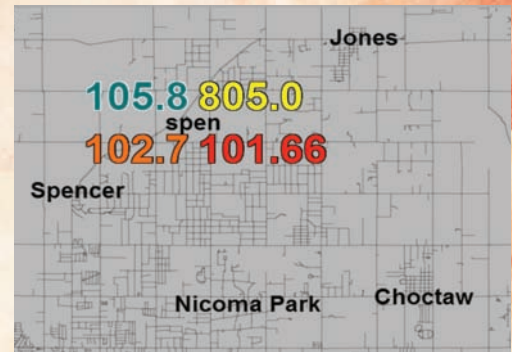 Jones
105.8 805.0
spen
102.7 101.66
Spencer
Nicoma Park
Choctaw